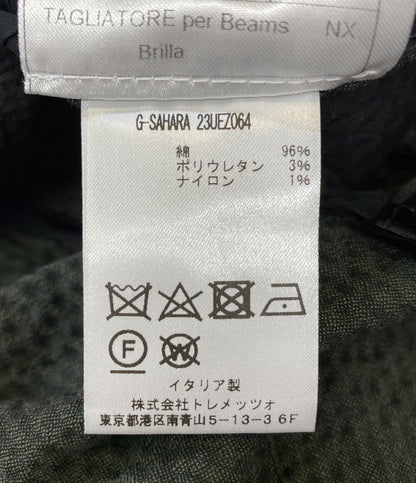 TAGLIATORE per Beams NX
Brilla
G-SAHARA 23UEZ064
綿 96%
ポリウレタン 3%
ナイロン 1%
F W
イタリア製
株式会社トレメッツォ
東京都港区南青山5-13-3 6F